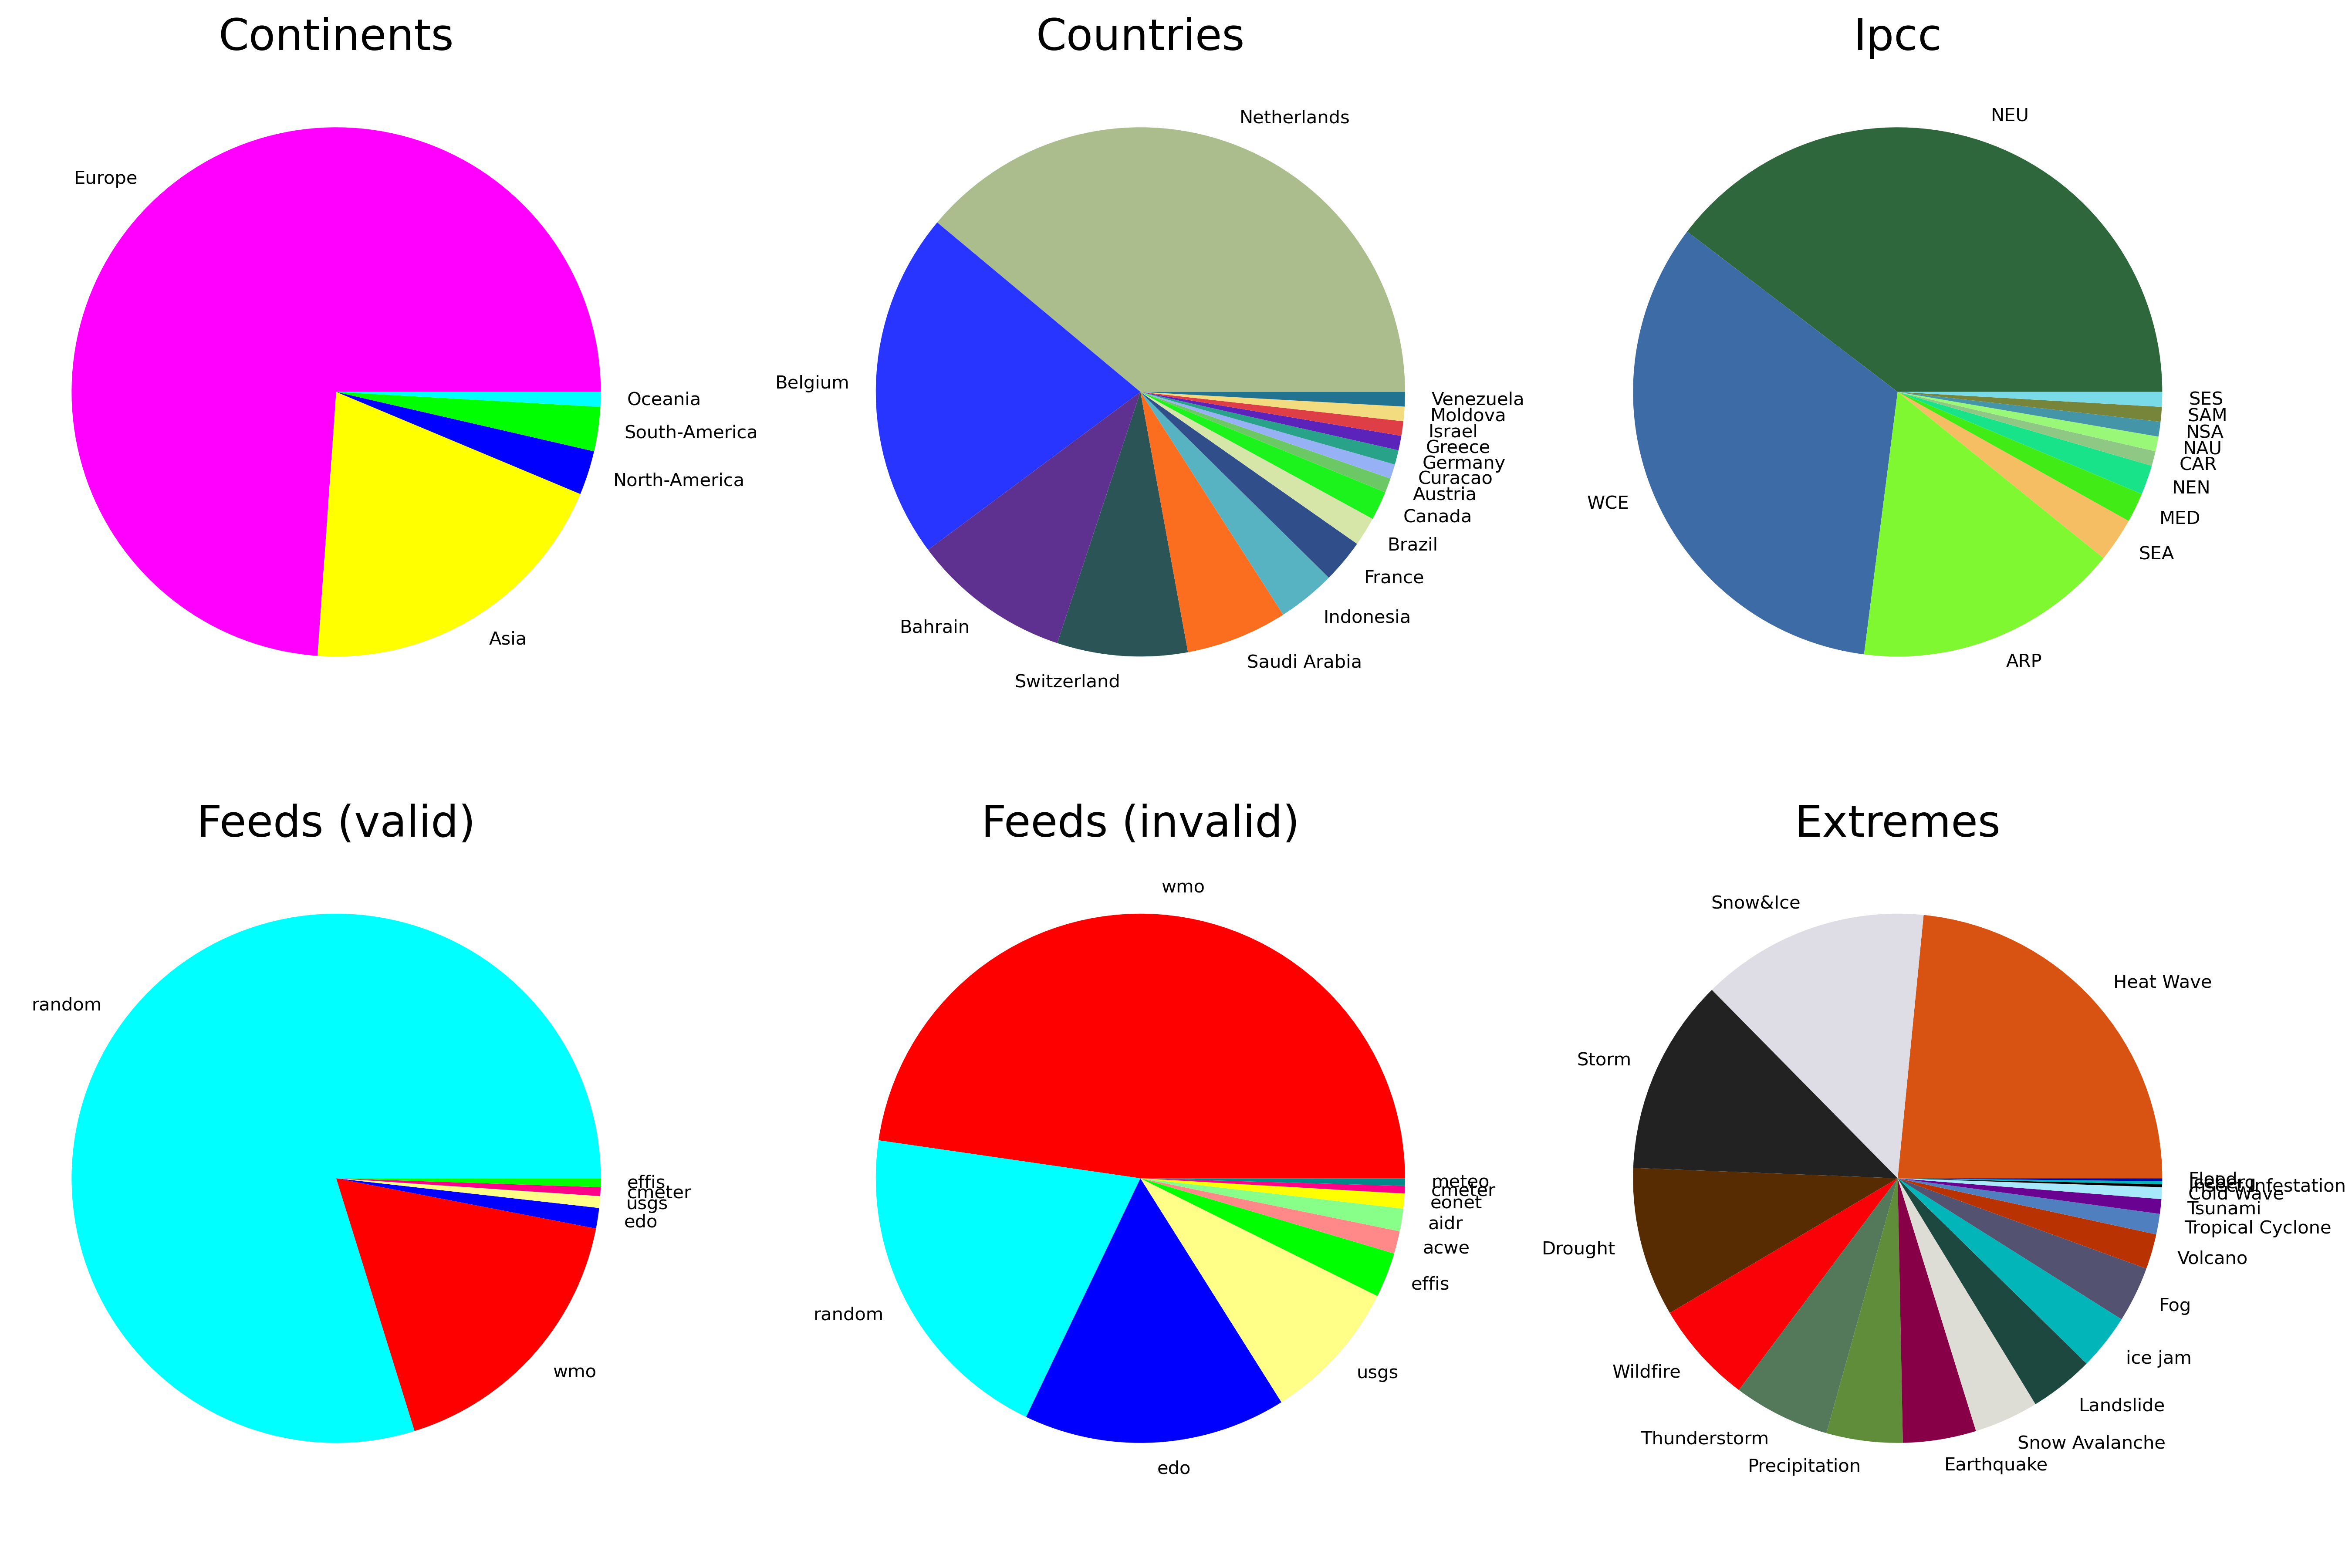 Continents
Europe
Oceania
South-America
North-America
Asia
Countries
Netherlands
Belgium
Venezuela
Moldova
Israel
Greece
Germany
Curacao
Austria
Canada
Brazil
France
Indonesia
Bahrain
Saudi Arabia
Switzerland
Ipcc
NEU
SES
SAM
NSA
NAU
CAR
NEN
MED
SEA
WCE
ARP
Feeds (valid)
random
effis
cmeter
usgs
edo
wmo
Feeds (invalid)
wmo
meteo
cmeter
eonet
aidr
acwe
effis
random
usgs
edo
Extremes
Snow&Ice
Heat Wave
Storm
Flood
Insect Infestation
Cold Wave
Tsunami
Tropical Cyclone
Drought
Volcano
Fog
ice jam
Wildfire
Landslide
Thunderstorm
Snow Avalanche
Precipitation
Earthquake